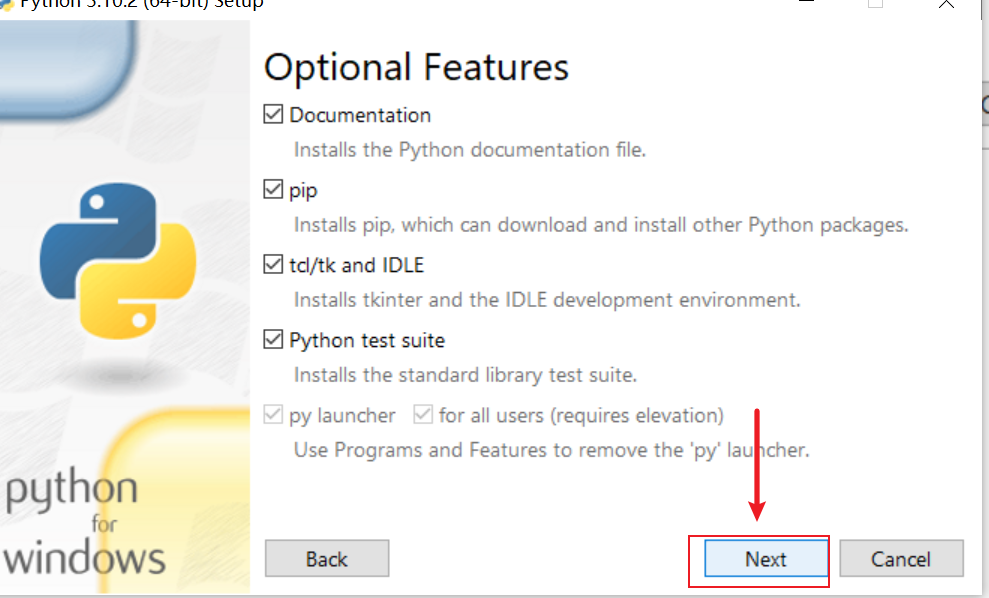 Python 3.10.2 (64-bit) Setup
Optional Features
Documentation
Installs the Python documentation file.
pip
Installs pip, which can download and install other Python packages.
tcl/tk and IDLE
Installs tkinter and the IDLE development environment.
Python test suite
Installs the standard library test suite.
py launcher for all users (requires elevation)
Use Programs and Features to remove the 'py' launcher.
python
for
windows
Back Next Cancel